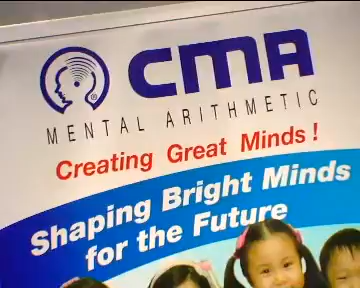 CMA
®
MENTAL ARITHMETIC
Creating Great Minds!
Shaping Bright Minds
for the Future